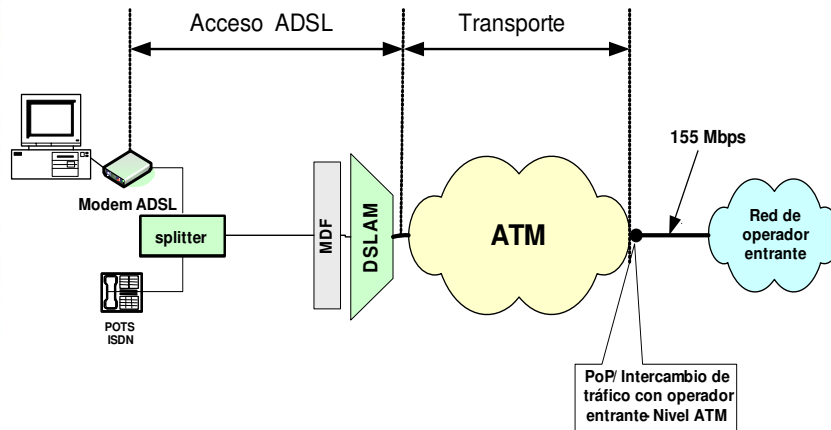 Acceso ADSL
Transporte
155 Mbps
Modem ADSL
splitter
MDF
DSLAM
ATM
Red de
operador
entrante
POTS
ISDN
PoP/ Intercambio de
tráfico con operador
entrante-Nivel ATM